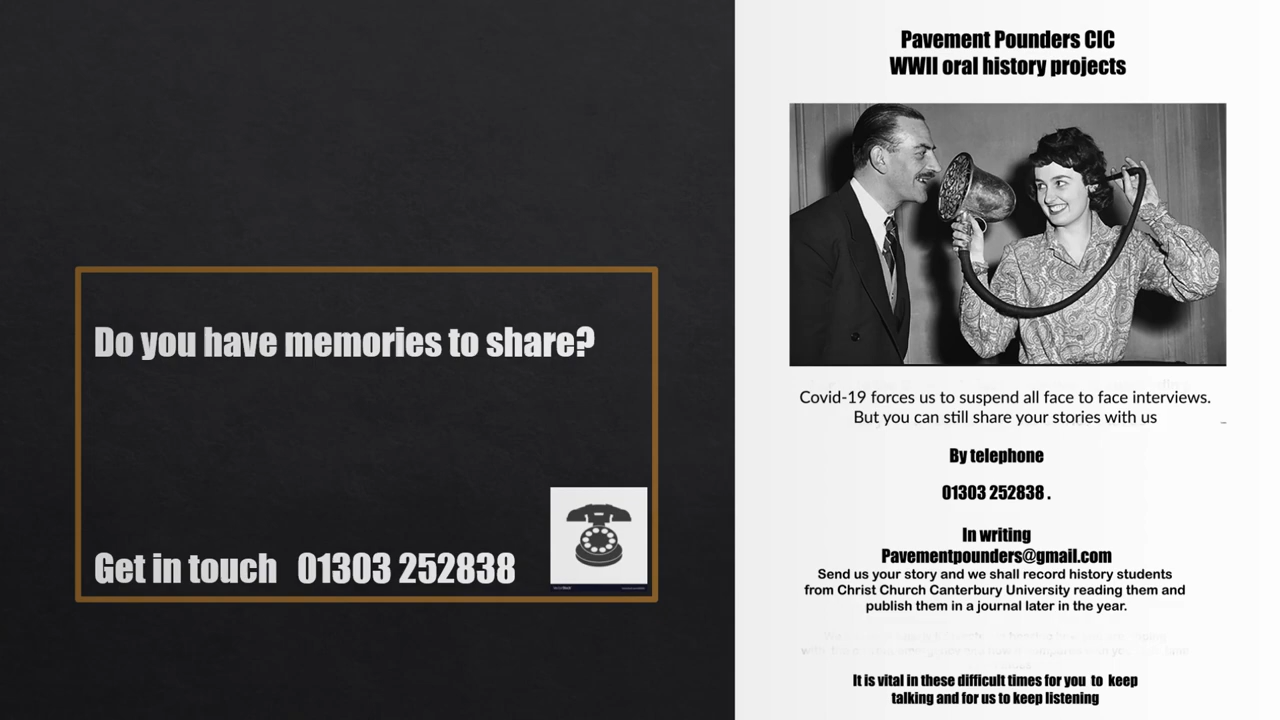 Do you have memories to share?
Get in touch 01303 252838
Pavement Pounders CIC
WWII oral history projects
Covid-19 forces us to suspend all face to face interviews.
But you can still share your stories with us
By telephone
01303 252838 .
In writing
Pavementpounders@gmail.com
Send us your story and we shall record history students
from Christ Church Canterbury University reading them and
publish them in a journal later in the year.
It is vital in these difficult times for you to keep
talking and for us to keep listening